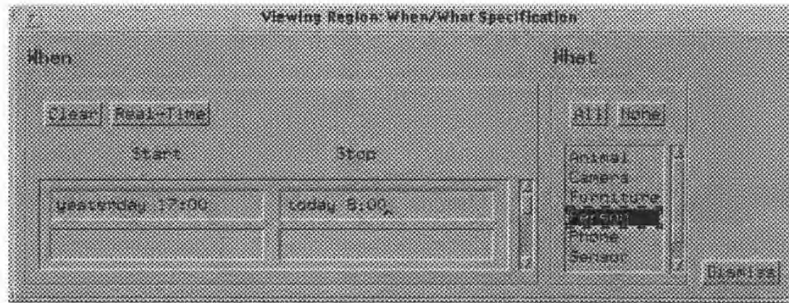 Viewing Region: When/What Specification
When
What
Clear Real-Time
All None
Start Stop
yesterday 17:00 today 8:00
Animal
Camera
Furniture
Person
Phone
Sensor
Dismiss